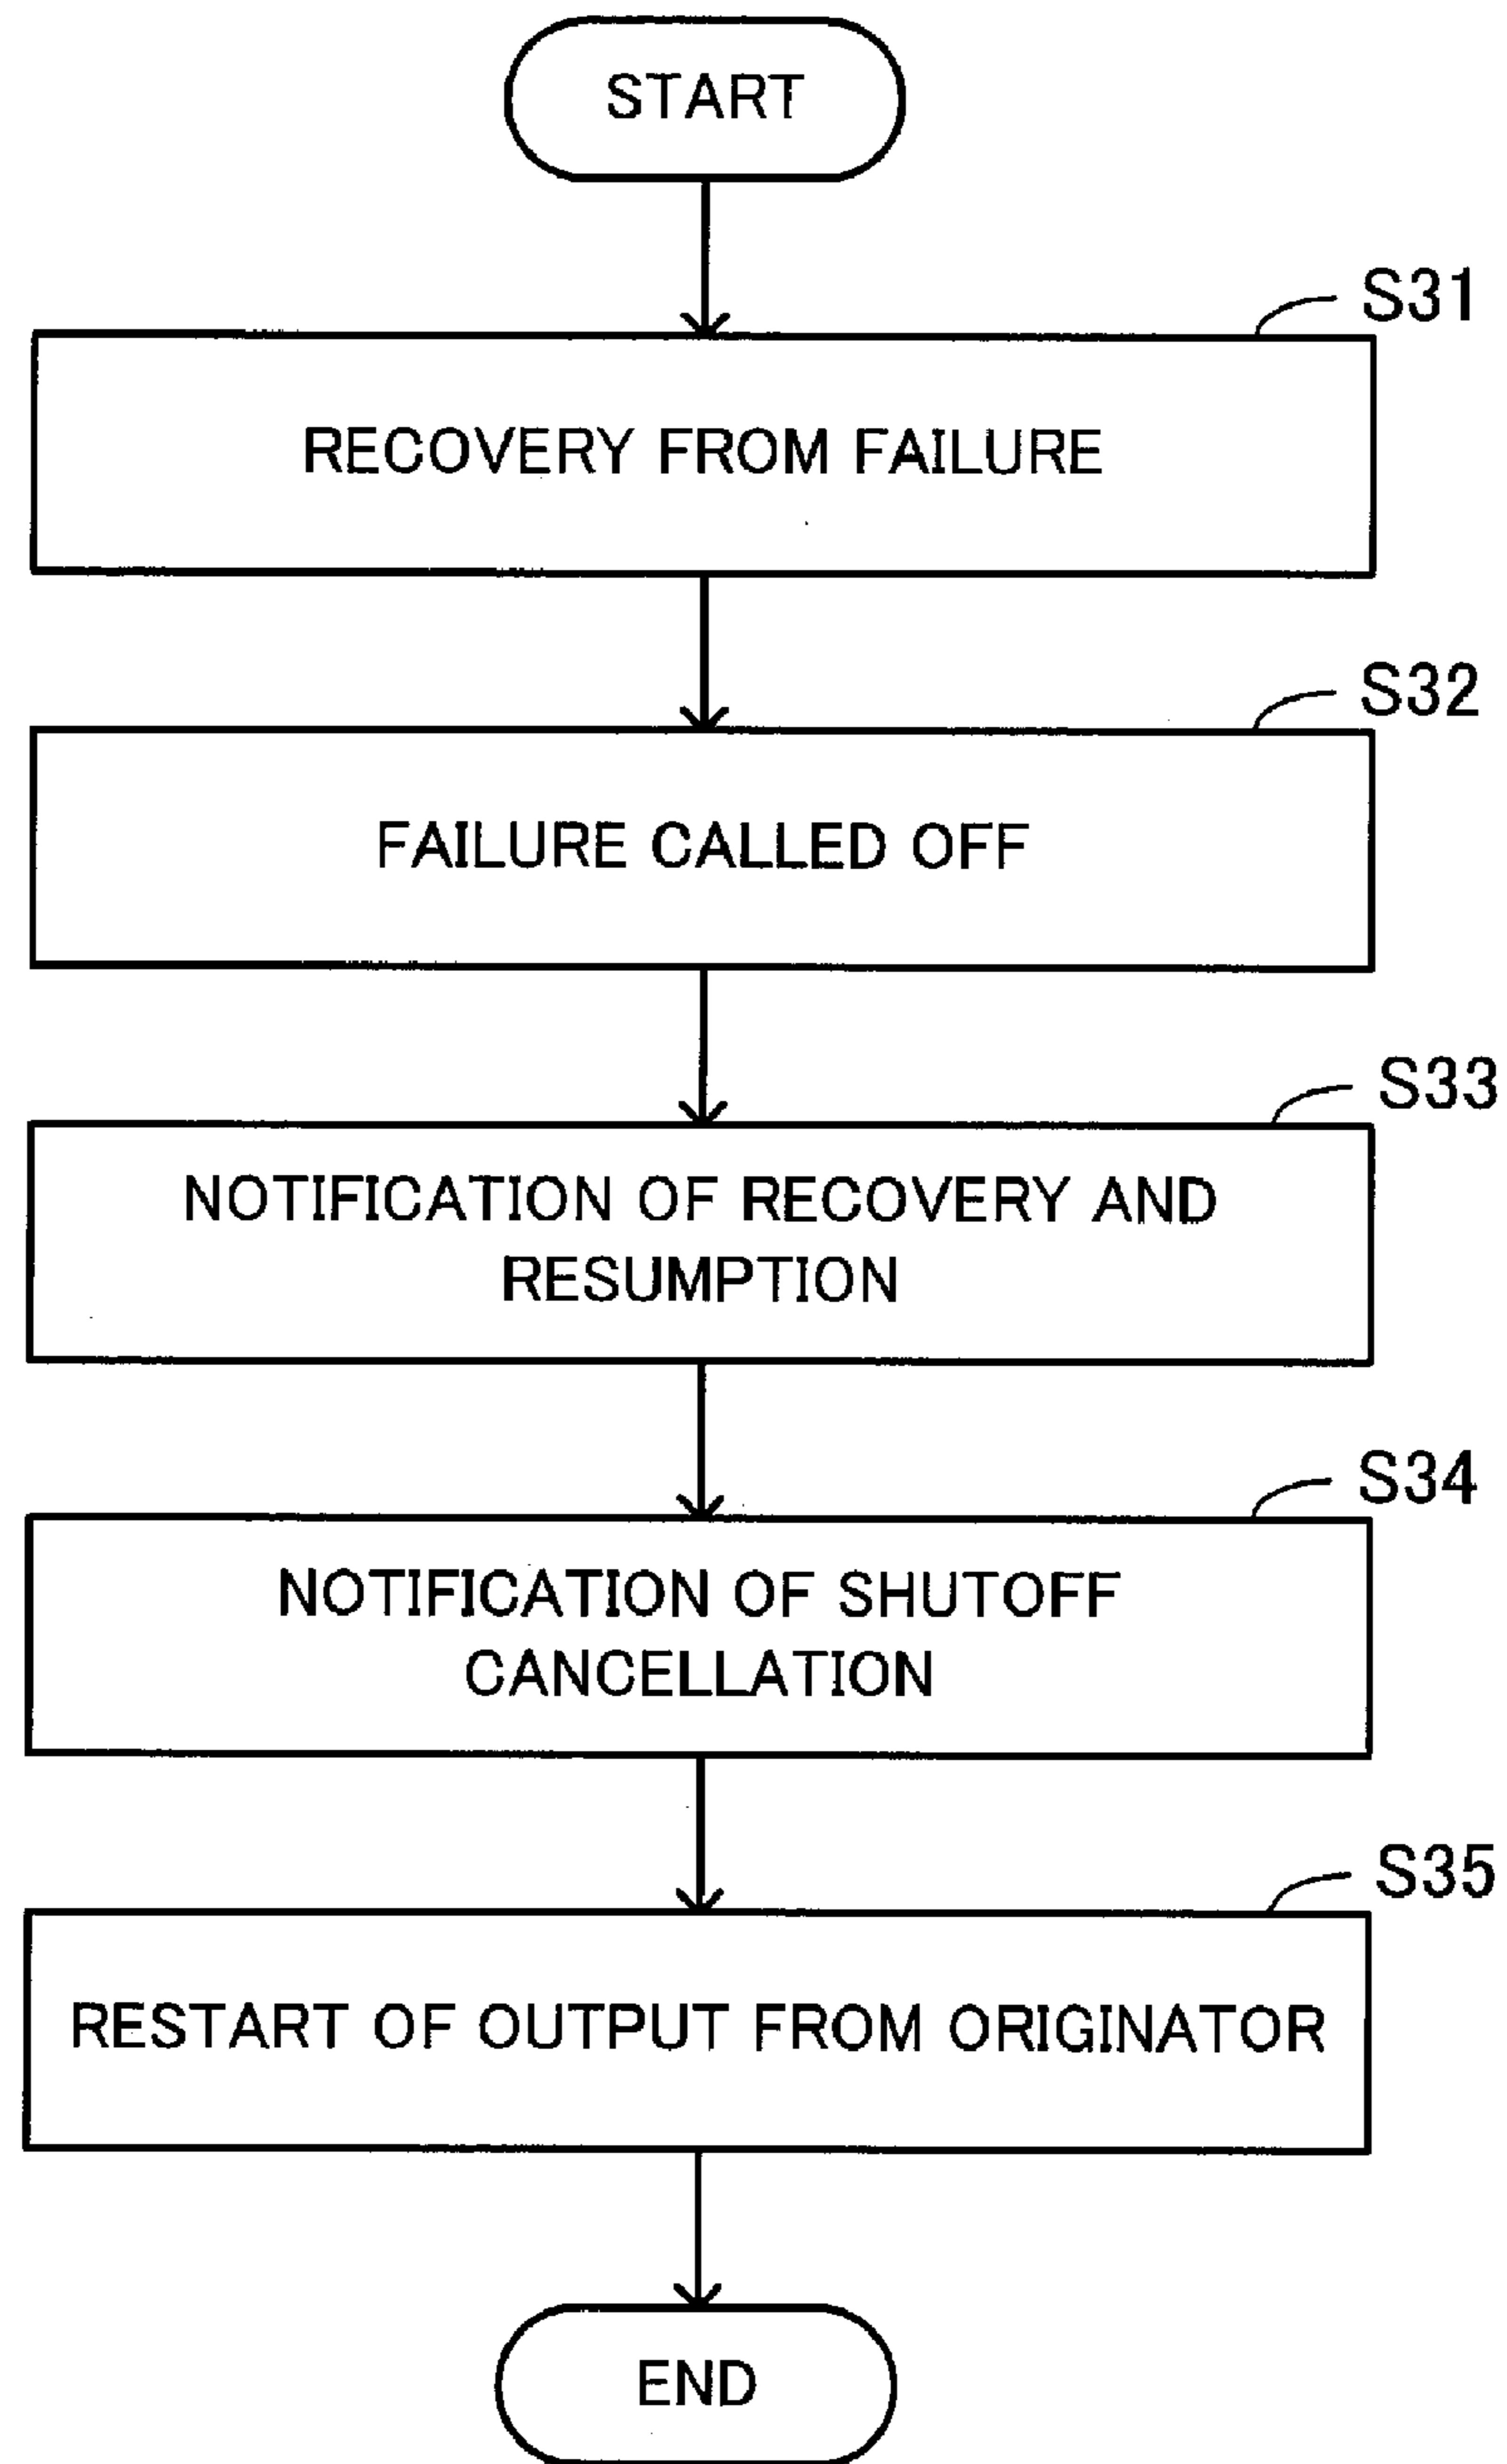 START
S31
RECOVERY FROM FAILURE
S32
FAILURE CALLED OFF
S33
NOTIFICATION OF RECOVERY AND
RESUMPTION
S34
NOTIFICATION OF SHUTOFF
CANCELLATION
S35
RESTART OF OUTPUT FROM ORIGINATOR
END